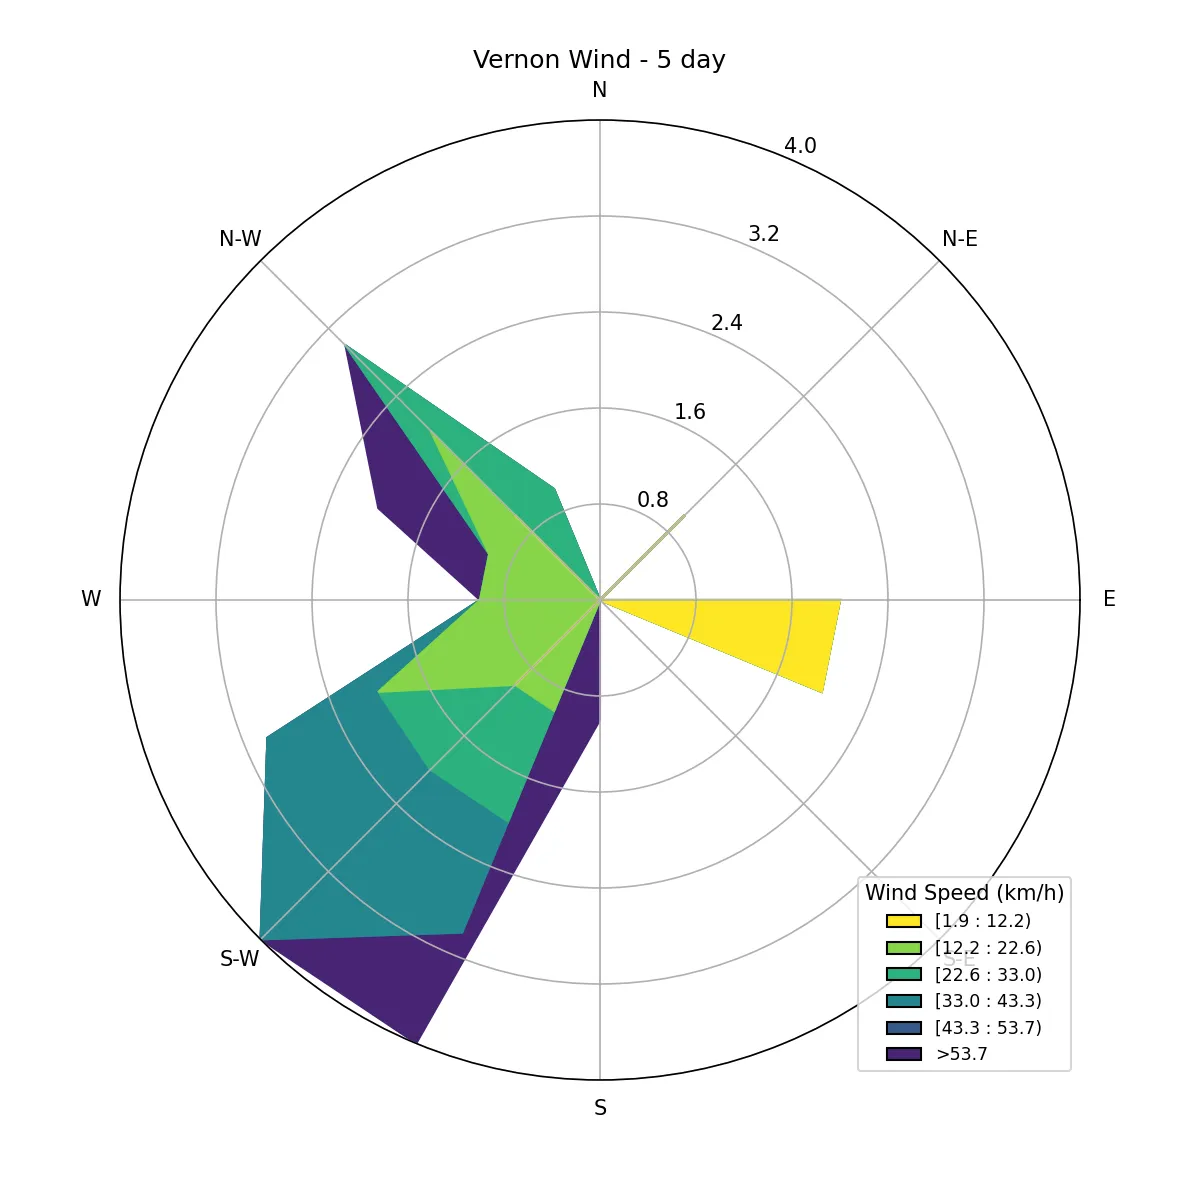 Vernon Wind - 5 day
N
4.0
N-W
N-E
3.2
2.4
1.6
0.8
W
E
Wind Speed (km/h)
[1.9 : 12.2)
[12.2 : 22.6)
S-W
S-E
[22.6 : 33.0)
[33.0 : 43.3)
[43.3 : 53.7)
>53.7
S